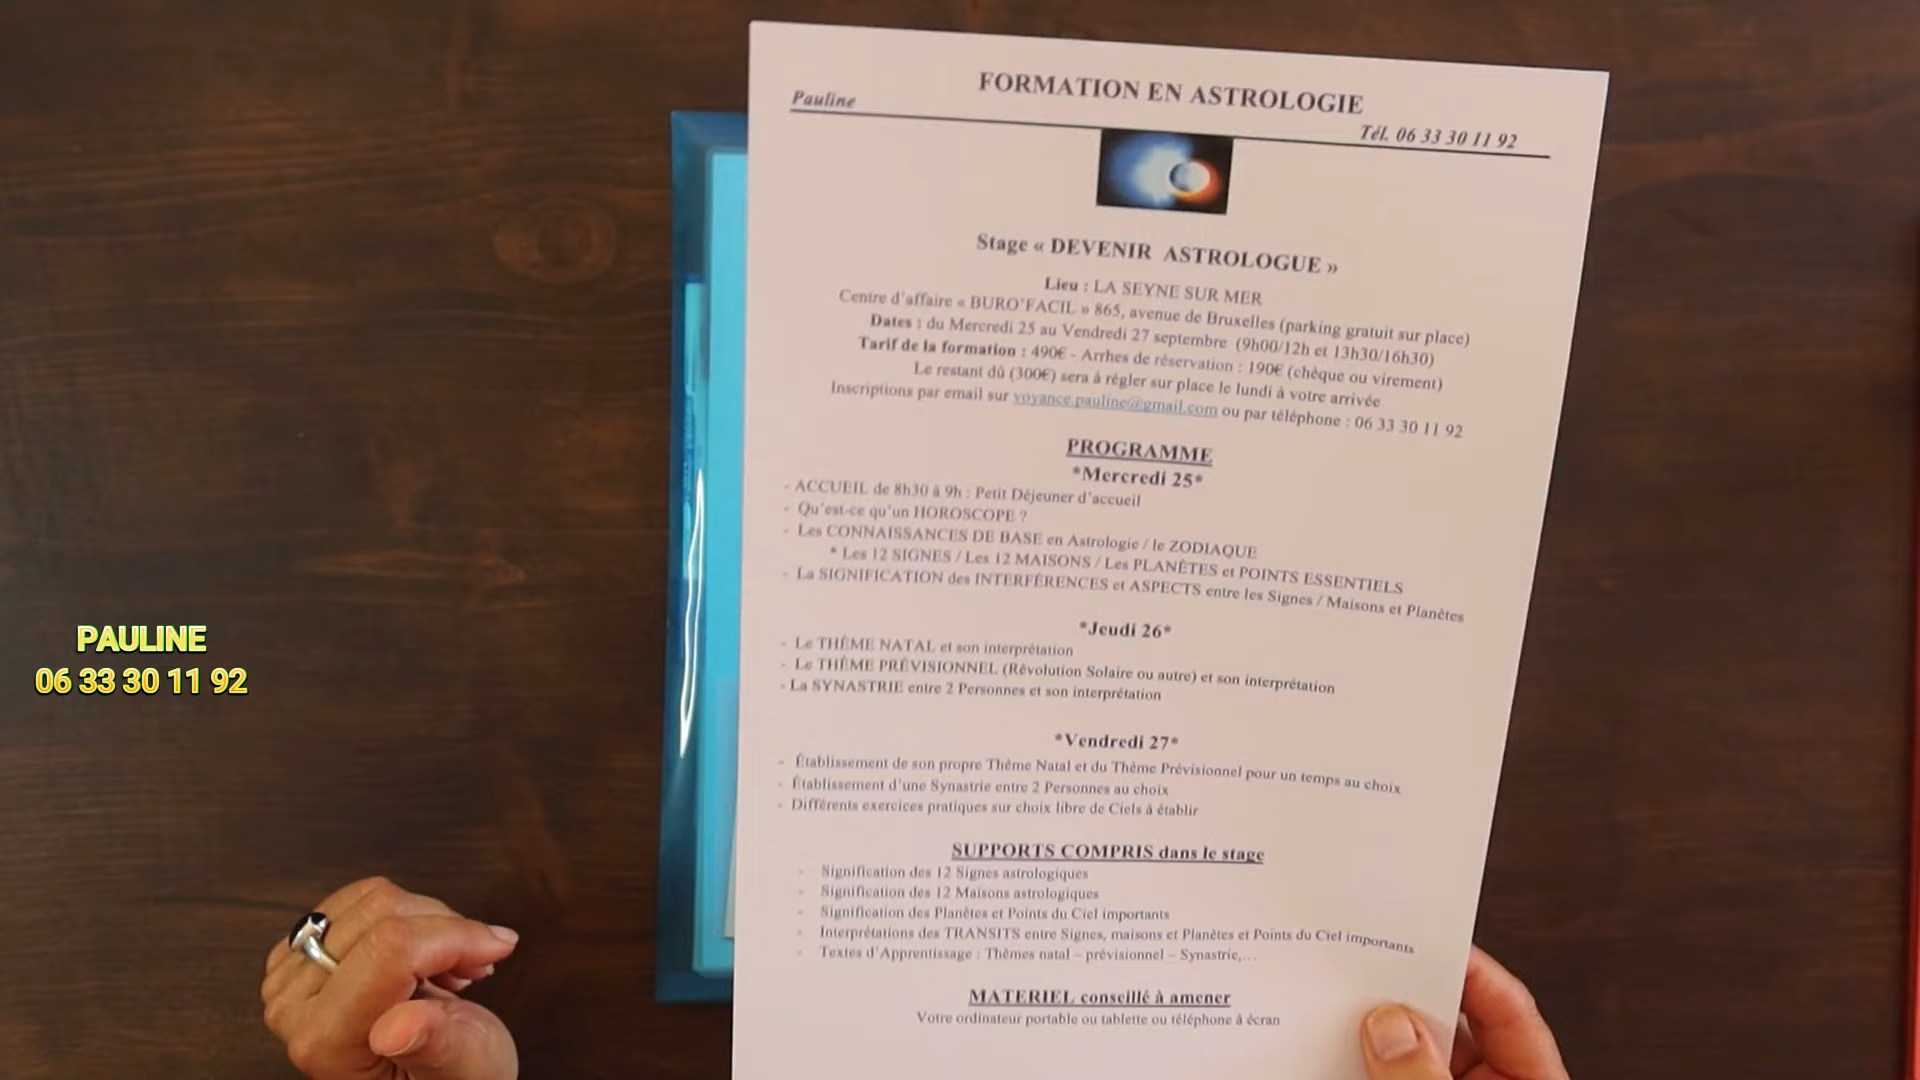 FORMATION EN ASTROLOGIE
Pauline
Tél. 06 33 30 11 92
Stage « DEVENIR ASTROLOGUE »
Lieu : LA SEYNE SUR MER
Centre d'affaire « BURO'FACIL » 865, avenue de Bruxelles (parking gratuit sur place)
Dates : du Mercredi 25 au Vendredi 27 septembre (9h00/12h et 13h30/16h30)
Tarif de la formation : 490€ - Arrhes de réservation : 190€ (chèque ou virement)
Le restant dû (300€) sera à régler sur place le lundi à votre arrivée
Inscriptions par email sur voyance.pauline@gmail.com ou par téléphone : 06 33 30 11 92
PROGRAMME
*Mercredi 25*
- ACCUEIL de 8h30 à 9h : Petit Déjeuner d'accueil
- Qu'est-ce qu'un HOROSCOPE ?
- Les CONNAISSANCES DE BASE en Astrologie / le ZODIAQUE
* Les 12 SIGNES / Les 12 MAISONS / Les PLANÈTES et POINTS ESSENTIELS
- La SIGNIFICATION des INTERFÉRENCES et ASPECTS entre les Signes / Maisons et Planètes
*Jeudi 26*
- Le THÈME NATAL et son interprétation
- Le THÈME PRÉVISIONNEL (Révolution Solaire ou autre) et son interprétation
- La SYNASTRIE entre 2 Personnes et son interprétation
*Vendredi 27*
- Établissement de son propre Thème Natal et du Thème Prévisionnel pour un temps au choix
- Établissement d'une Synastrie entre 2 Personnes au choix
- Différents exercices pratiques sur choix libre de Ciels à établir
SUPPORTS COMPRIS dans le stage
- Signification des 12 Signes astrologiques
- Signification des 12 Maisons astrologiques
- Signification des Planètes et Points du Ciel importants
- Interprétations des TRANSITS entre Signes, maisons et Planètes et Points du Ciel importants
- Textes d'Apprentissage : Thèmes natal – prévisionnel – Synastrie,…
MATERIEL conseillé à amener
Votre ordinateur portable ou tablette ou téléphone à écran
PAULINE
06 33 30 11 92